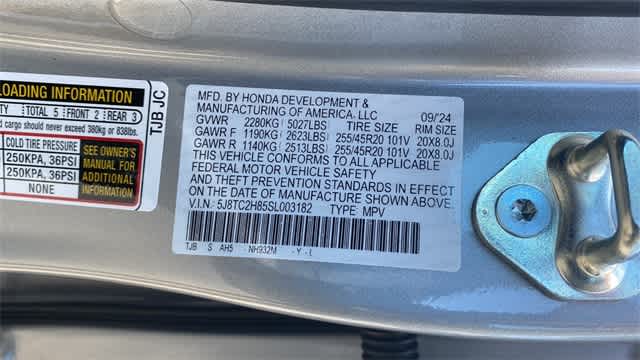 LOADING INFORMATION
TY | TOTAL 5 | FRONT 2 | REAR 3
d cargo should never exceed 380kg or 838lbs.
COLD TIRE PRESSURE
250KPA, 36PSI
250KPA, 36PSI
NONE
SEE OWNER'S
MANUAL FOR
ADDITIONAL
INFORMATION
TJB JC
MFD. BY HONDA DEVELOPMENT &
MANUFACTURING OF AMERICA, LLC 09/24
GVWR 2280KG 5027LBS TIRE SIZE RIM SIZE
GAWR F 1190KG 2623LBS 255/45R20 101V 20X8.0J
GAWR R 1140KG 2513LBS 255/45R20 101V 20X8.0J
THIS VEHICLE CONFORMS TO ALL APPLICABLE
FEDERAL MOTOR VEHICLE SAFETY
AND THEFT PREVENTION STANDARDS IN EFFECT
ON THE DATE OF MANUFACTURE SHOWN ABOVE.
V.I.N.: 5J8TC2H85SL003182 TYPE: MPV
TJB S AH5 NH932M -Y -